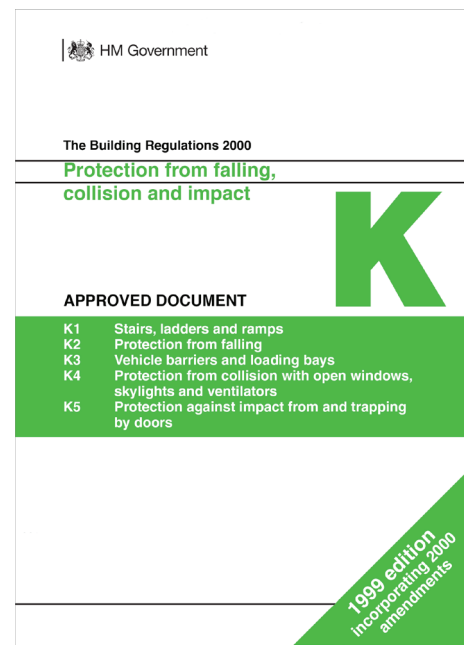 HM Government
The Building Regulations 2000
Protection from falling,
collision and impact
K
APPROVED DOCUMENT
K1 Stairs, ladders and ramps
K2 Protection from falling
K3 Vehicle barriers and loading bays
K4 Protection from collision with open windows,
skylights and ventilators
K5 Protection against impact from and trapping
by doors
1999 edition
incorporating 2000
amendments